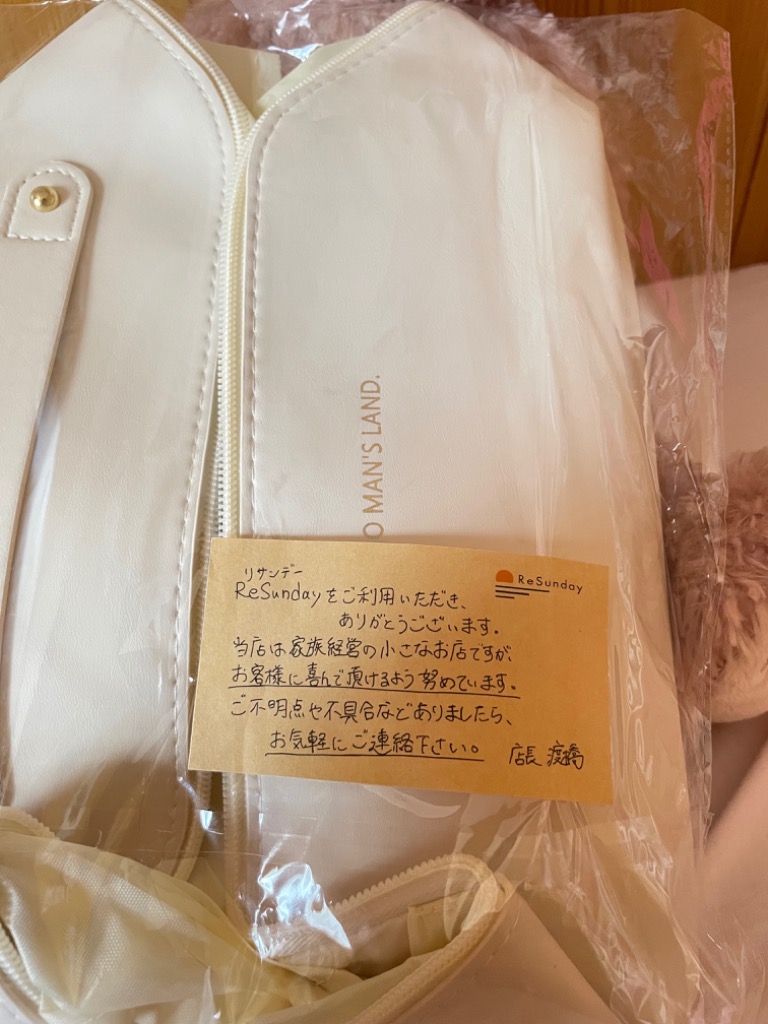 O MAN'S LAND.
リサンデー
ReSundayをご利用いただき、
ReSunday
ありがとうございます。
当店は家族経営の小さなお店ですが、
お客様に喜んで頂けるよう努めています。
ご不明点や不具合などありましたら、
お気軽にご連絡下さい。 店長 渡橋